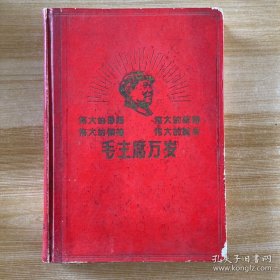 伟大的导师 伟大的领袖
伟大的统帅 伟大的舵手
毛主席万岁
孔夫子旧书网